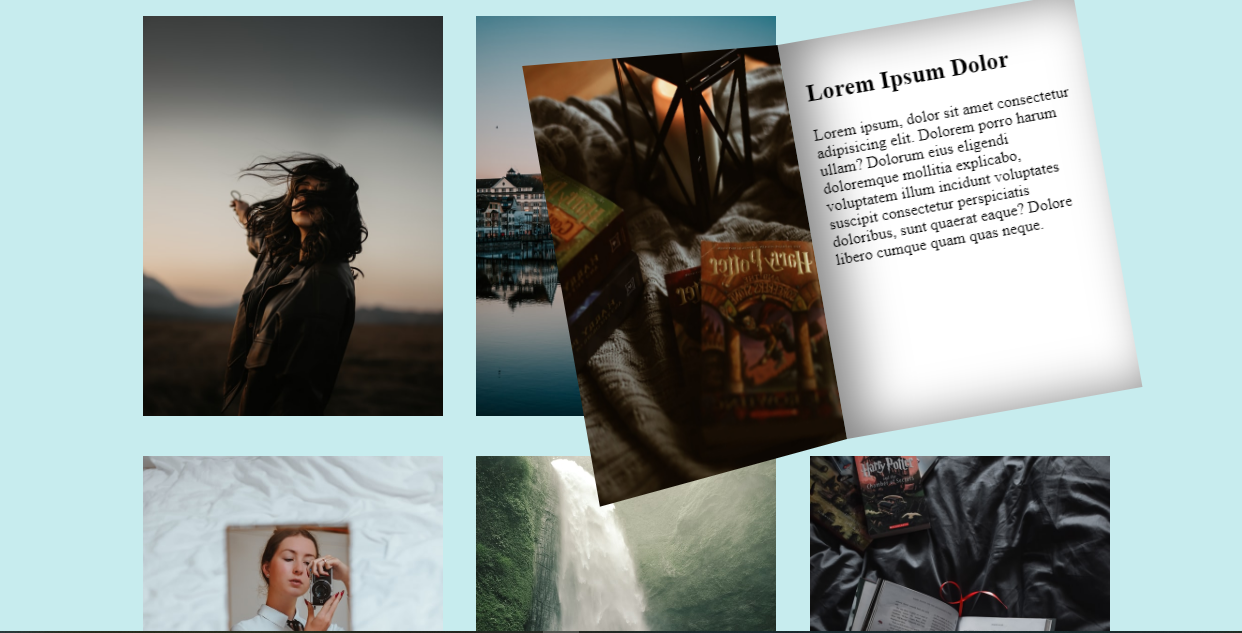 Lorem Ipsum Dolor
Lorem ipsum, dolor sit amet consectetur
adipisicing elit. Dolorem porro harum
ullam? Dolorum eius eligendi
doloremque mollitia explicabo,
voluptatem illum incidunt voluptates
suscipit consectetur perspiciatis
doloribus, sunt quaerat eaque? Dolore
libero cumque quam quas neque.
Harry Potter
Harry Potter